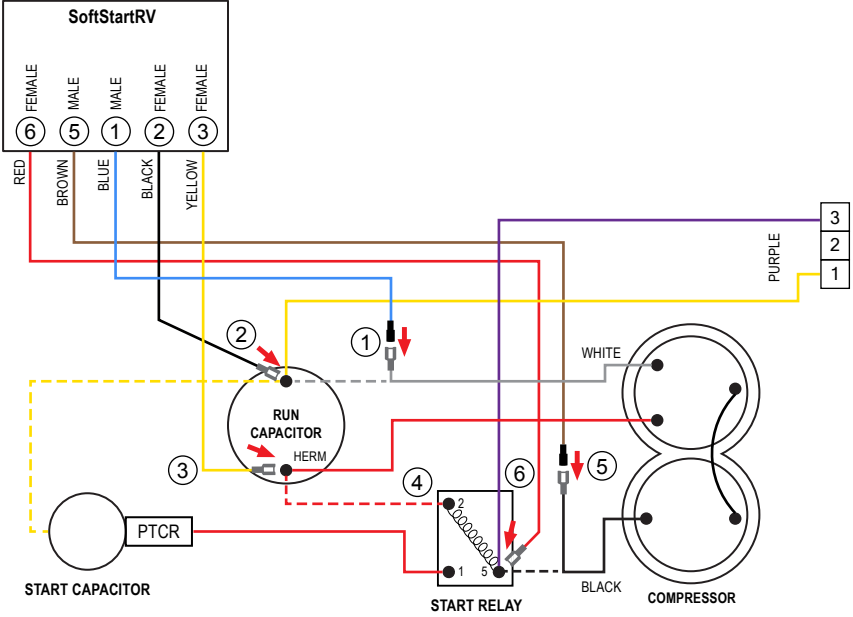 SoftStartRV
FEMALE
MALE
MALE
FEMALE
FEMALE
6
5
1
2
3
RED
BROWN
BLUE
BLACK
YELLOW
3
2
1
PURPLE
2
1
WHITE
RUN
CAPACITOR
HERM
3
4
6
5
2
PTCR
1
5
START CAPACITOR
START RELAY
BLACK
COMPRESSOR